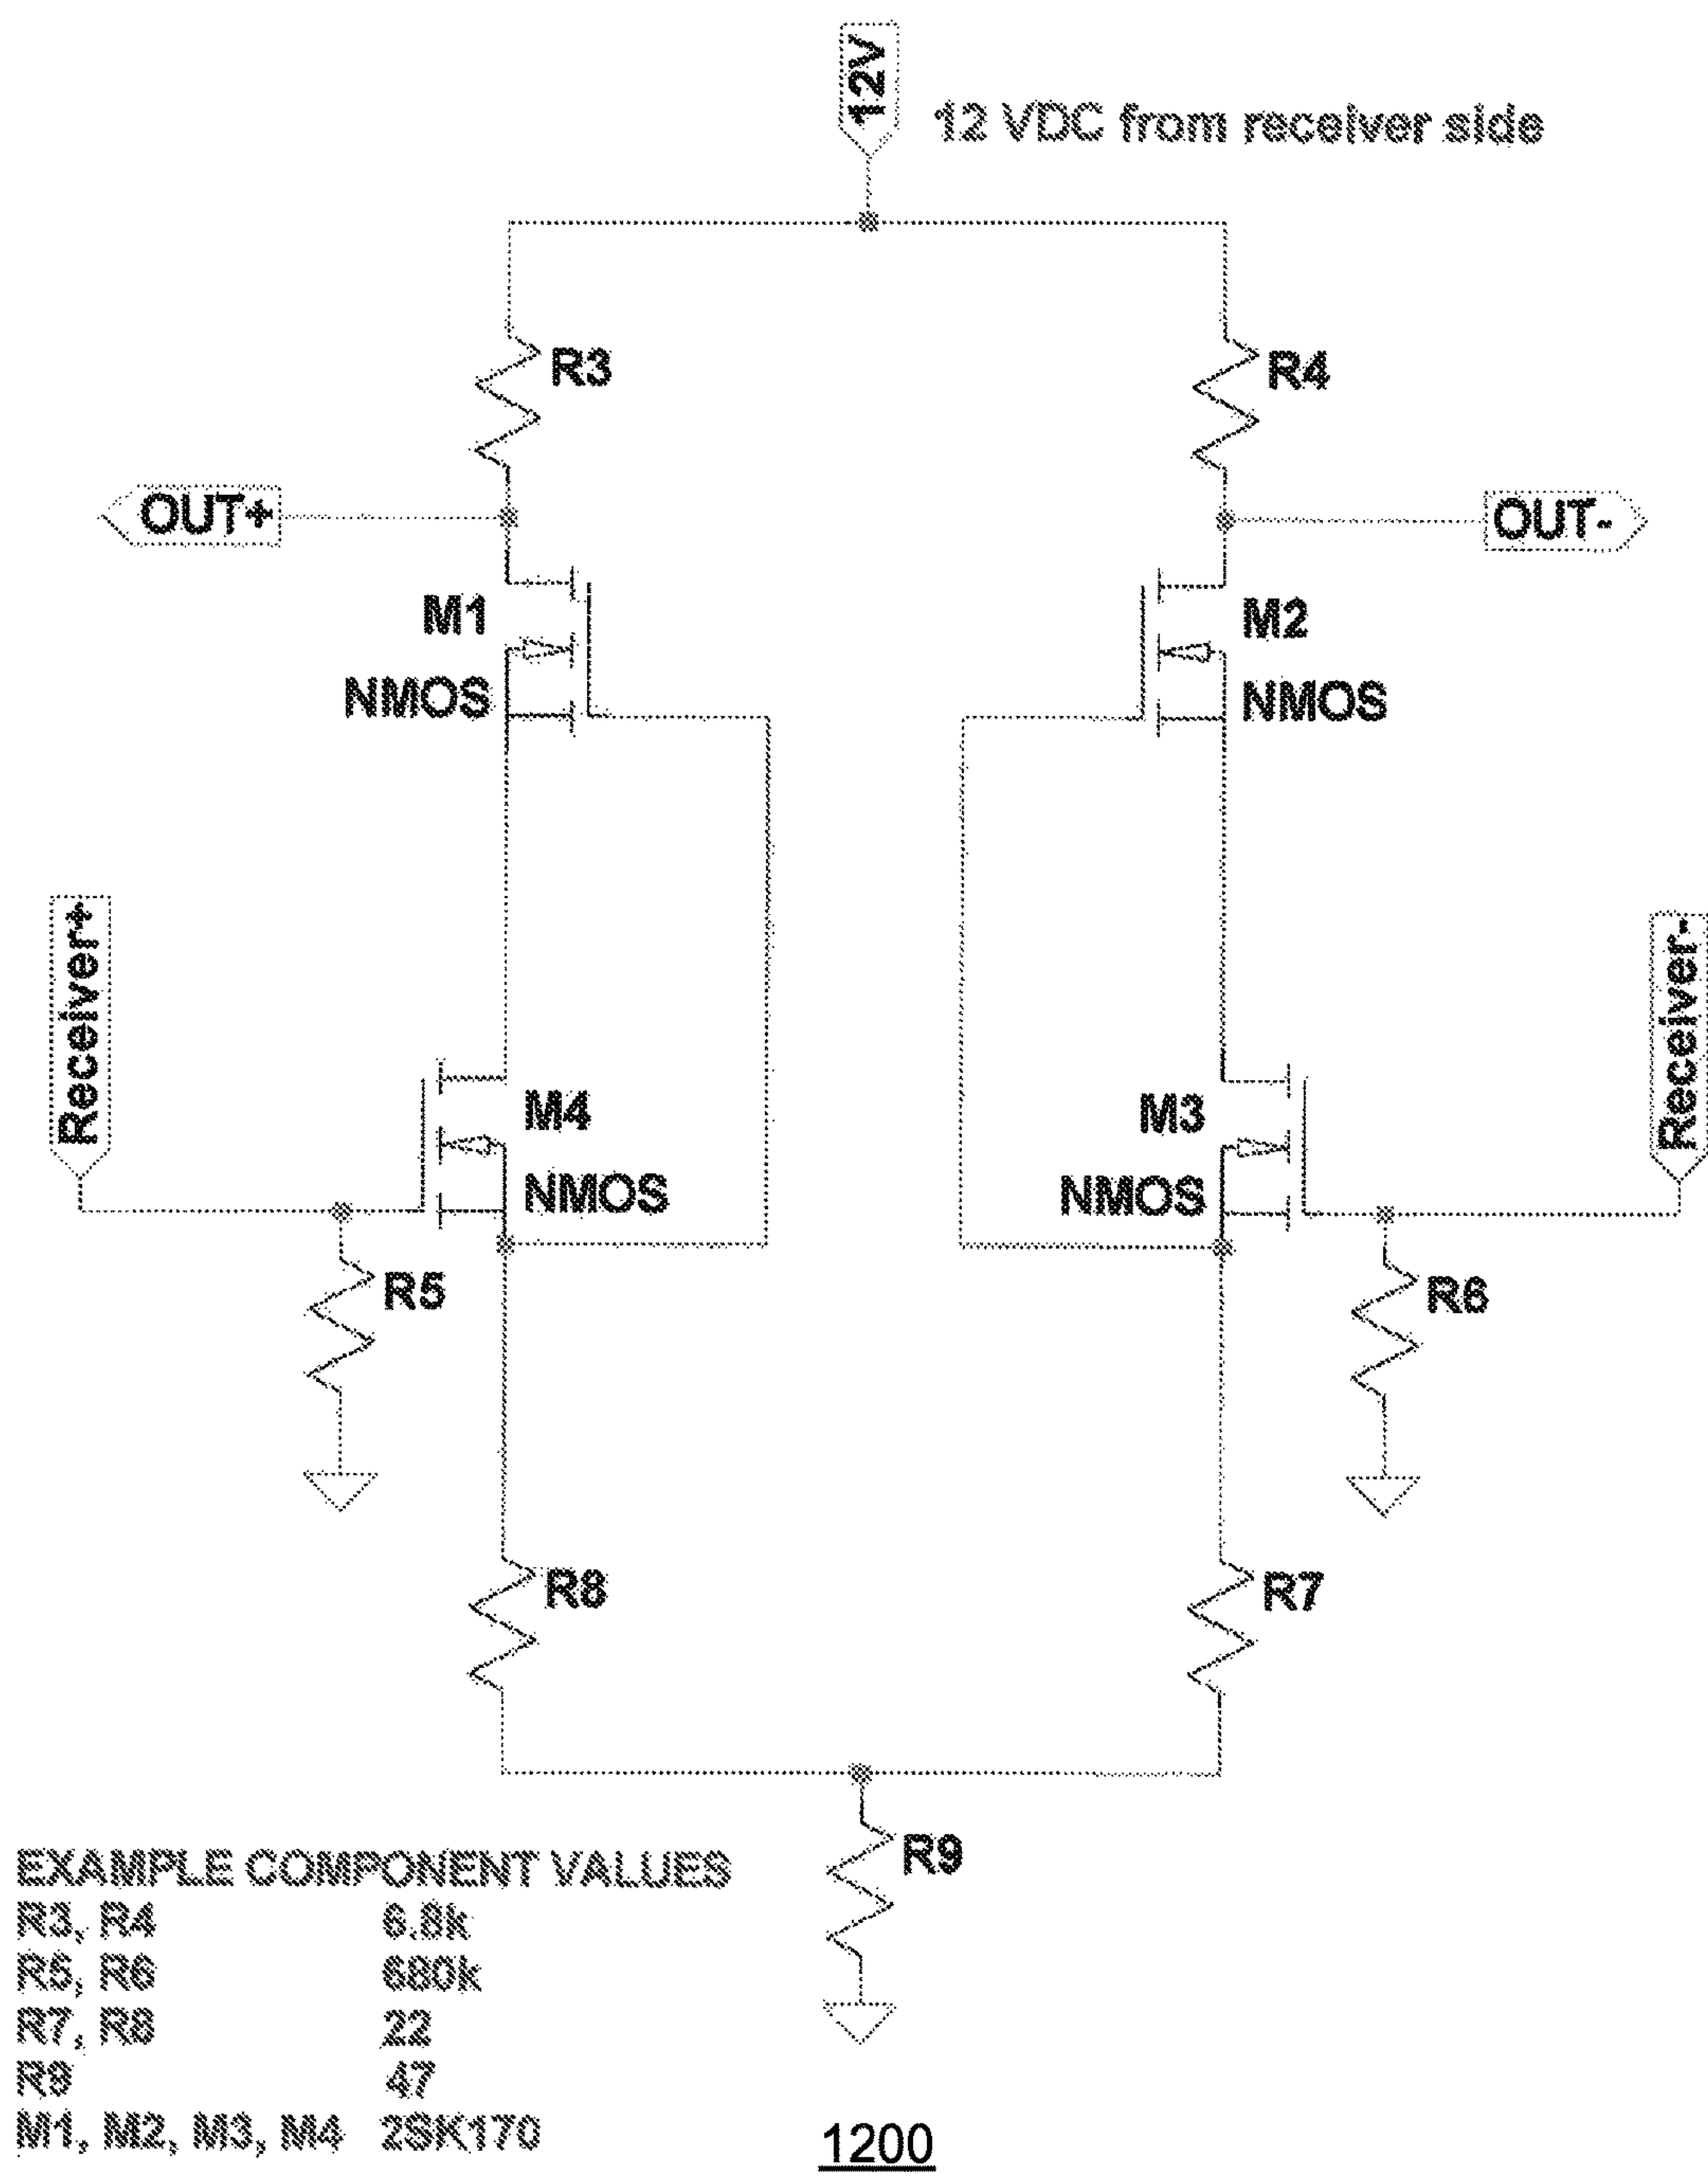 12V
12 VDC from receiver side
R3
R4
OUT+
OUT-
M1
NMOS
M2
NMOS
Receiver+
Receiver-
M4
NMOS
M3
NMOS
R5
R6
R8
R7
R9
EXAMPLE COMPONENT VALUES
R3, R4 6.8k
R5, R6 680k
R7, R8 22
R9 47
M1, M2, M3, M4 2SK170
1200